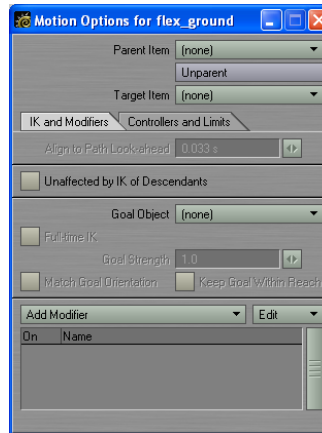 Motion Options for flex_ground
Parent Item (none)
Unparent
Target Item (none)
IK and Modifiers Controllers and Limits
Align to Path Look-ahead 0.033 s
Unaffected by IK of Descendants
Goal Object (none)
Full-time IK
Goal Strength 1.0
Match Goal Orientation Keep Goal Within Reach
Add Modifier Edit
On Name